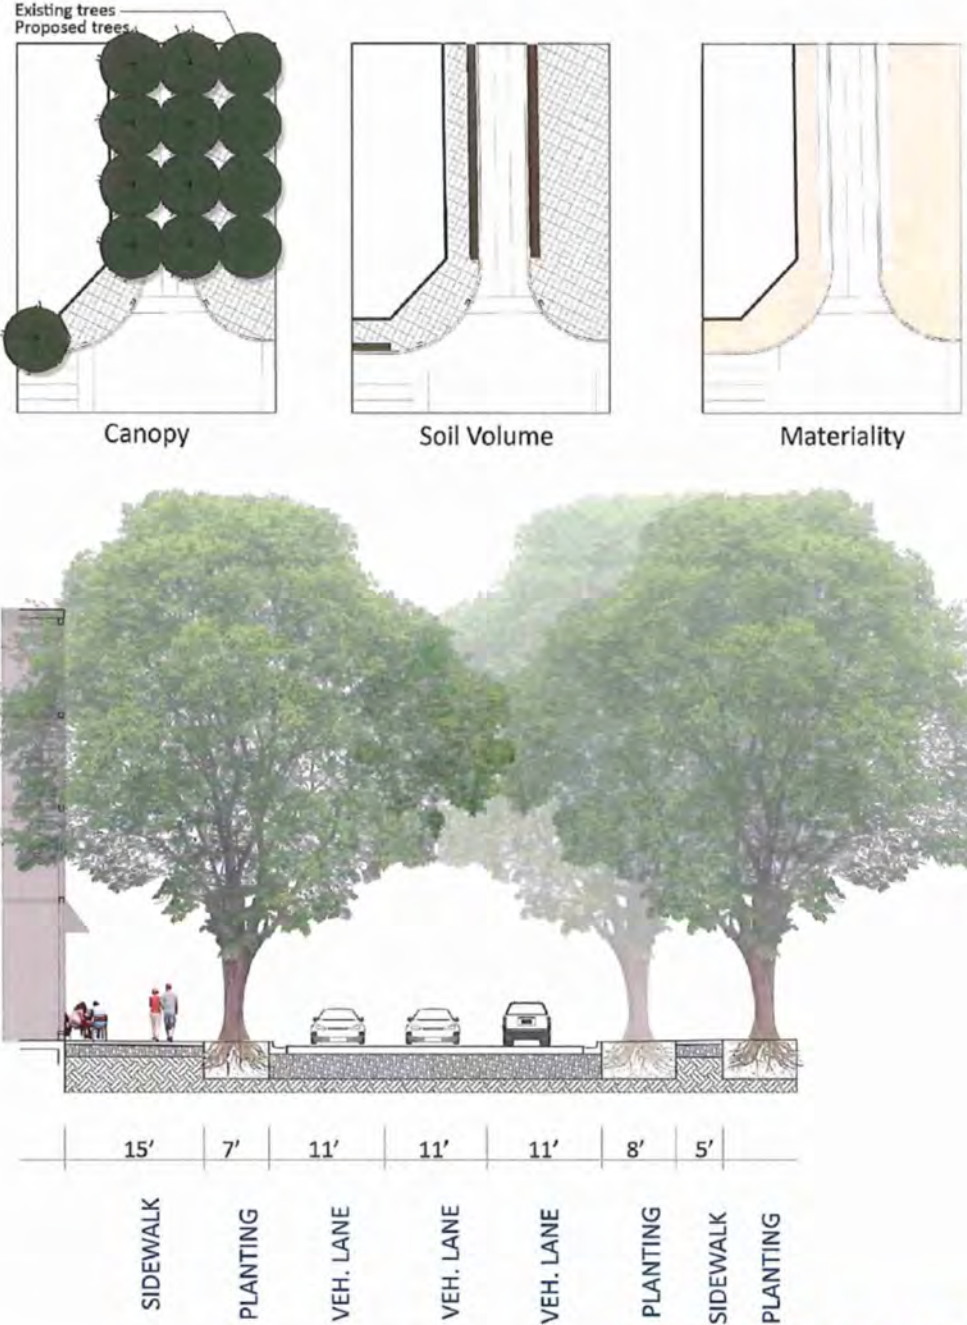 Existing trees
Proposed trees
Canopy
Soil Volume
Materiality
15' 7' 11' 11' 11' 8' 5'
SIDEWALK
PLANTING
VEH. LANE
VEH. LANE
VEH. LANE
PLANTING
SIDEWALK
PLANTING